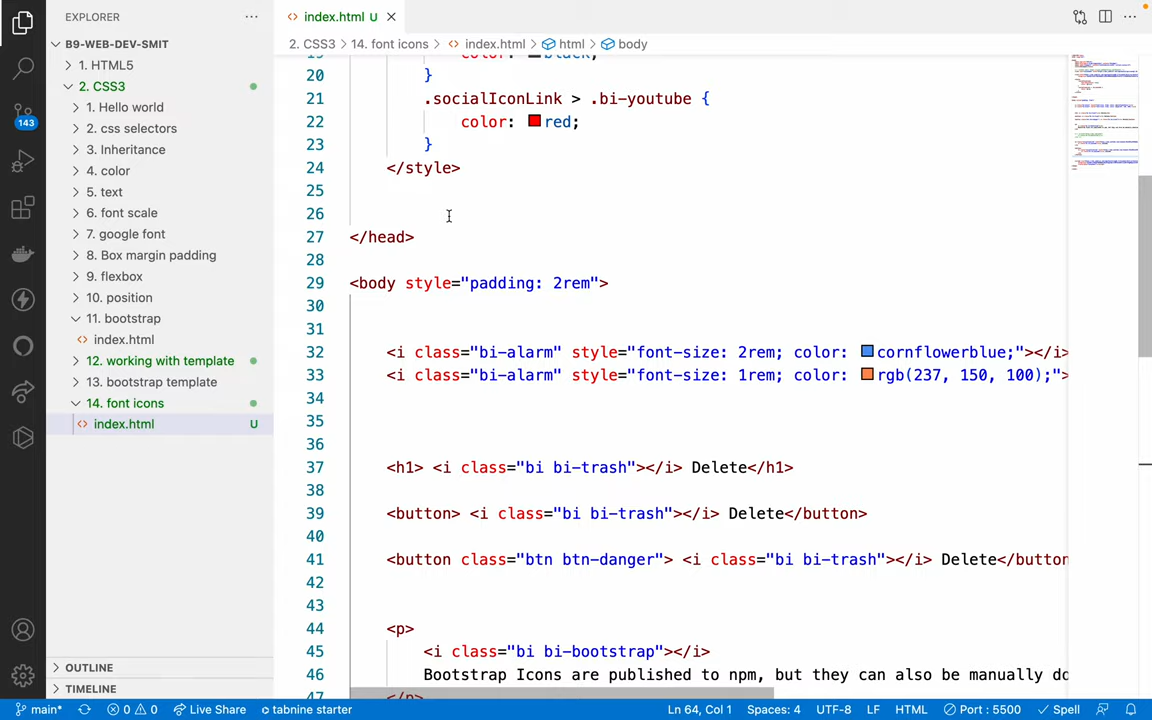 EXPLORER
index.html U
B9-WEB-DEV-SMIT
2. CSS3 > 14. font icons > index.html > html > body
1. HTML5
2. CSS3
1. Hello world
2. css selectors
3. Inheritance
4. color
5. text
6. font scale
7. google font
8. Box margin padding
9. flexbox
10. position
11. bootstrap
index.html
12. working with template
13. bootstrap template
14. font icons
index.html U
OUTLINE
TIMELINE
143
19 color: black;
20 }
21 .socialIconLink > .bi-youtube {
22 color: red;
23 }
24 </style>
25
26
27 </head>
28
29 <body style="padding: 2rem">
30
31
32 <i class="bi-alarm" style="font-size: 2rem; color: cornflowerblue;"></i>
33 <i class="bi-alarm" style="font-size: 1rem; color: rgb(237, 150, 100);">
34
35
36
37 <h1> <i class="bi bi-trash"></i> Delete</h1>
38
39 <button> <i class="bi bi-trash"></i> Delete</button>
40
41 <button class="btn btn-danger"> <i class="bi bi-trash"></i> Delete</button
42
43
44 <p>
45 <i class="bi bi-bootstrap"></i>
46 Bootstrap Icons are published to npm, but they can also be manually do
47 </p>
main* 0 0 Live Share tabnine starter Ln 64, Col 1 Spaces: 4 UTF-8 LF HTML Port : 5500 Spell